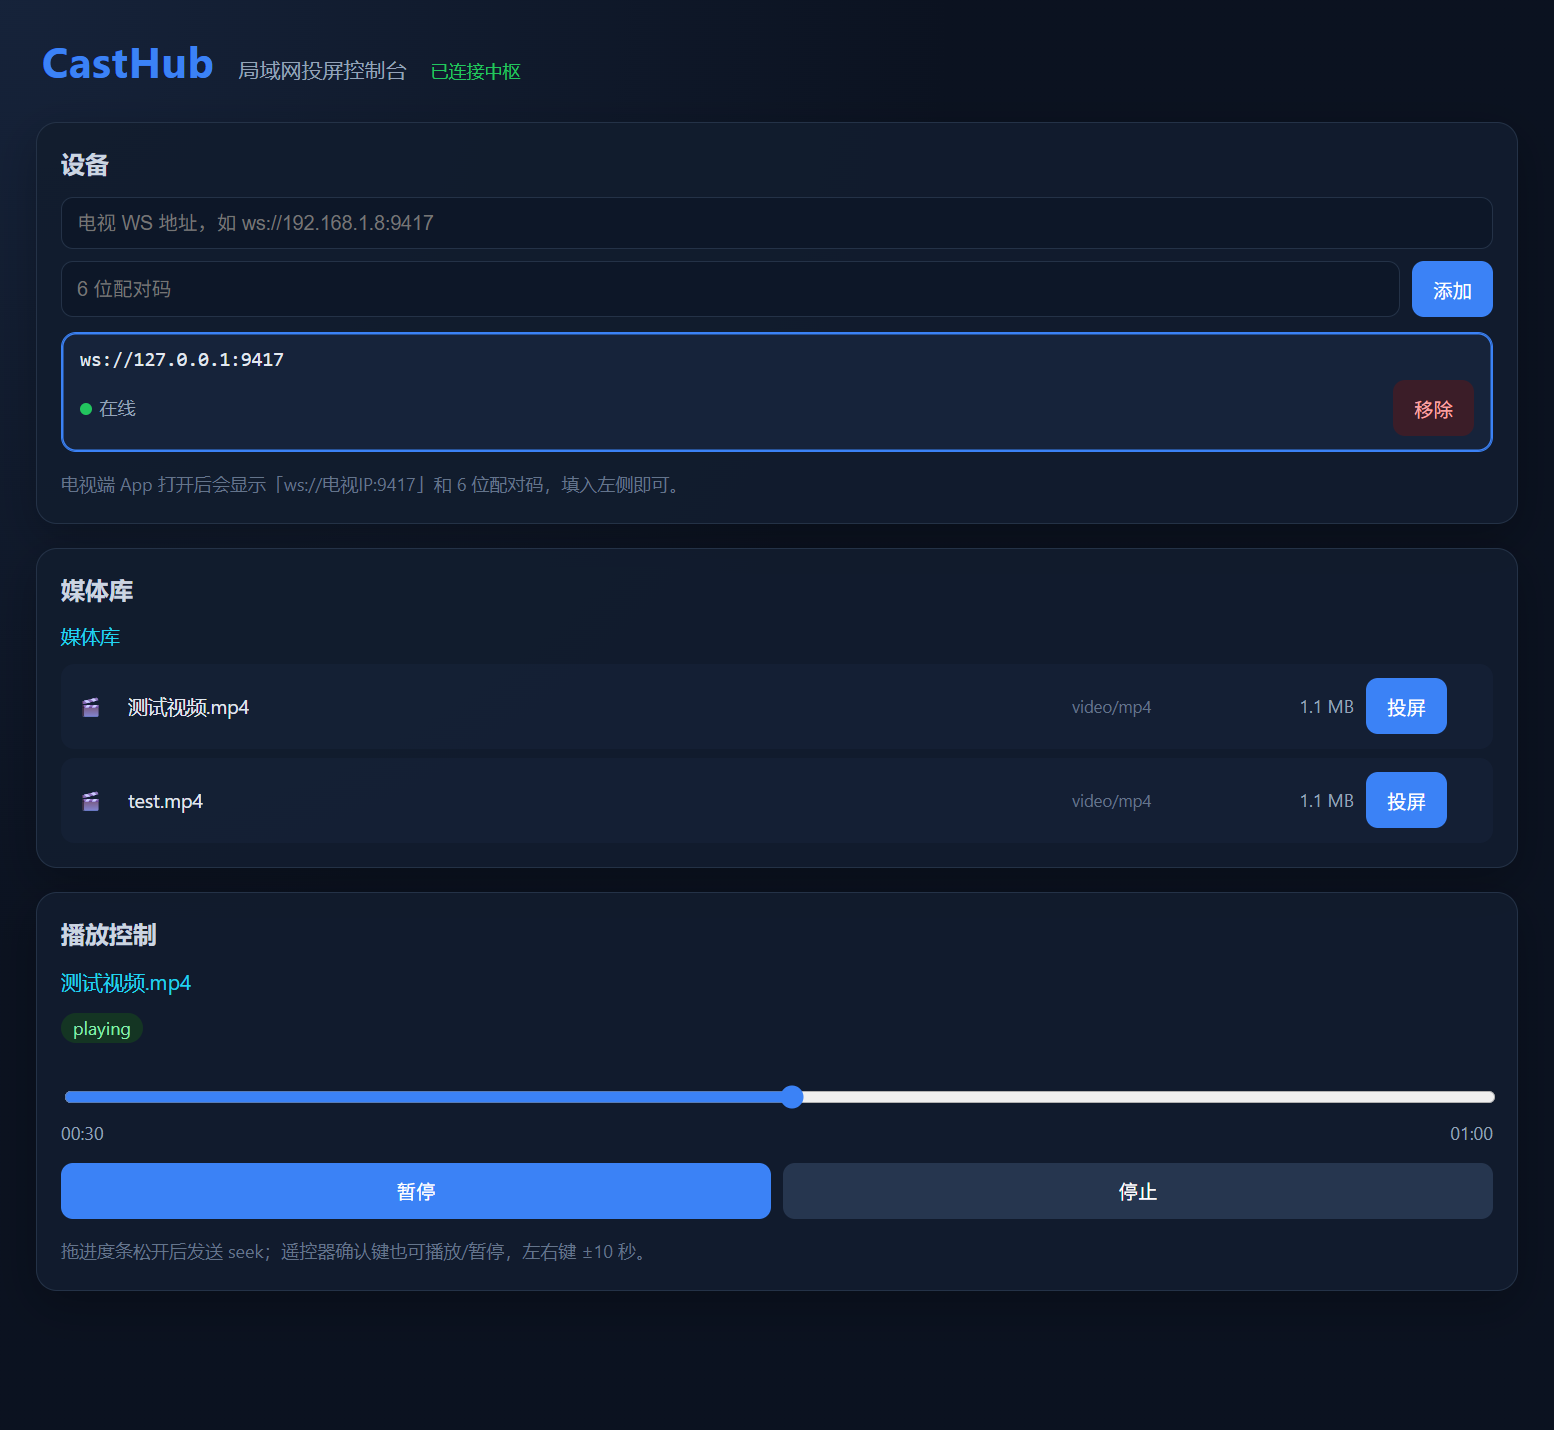 CastHub 局域网投屏控制台 已连接中枢
设备
电视 WS 地址，如 ws://192.168.1.8:9417
6 位配对码 添加
ws://127.0.0.1:9417
在线 移除
电视端 App 打开后会显示「ws://电视IP:9417」和 6 位配对码，填入左侧即可。
媒体库
媒体库
测试视频.mp4 video/mp4 1.1 MB 投屏
test.mp4 video/mp4 1.1 MB 投屏
播放控制
测试视频.mp4
playing
00:30 01:00
暂停 停止
拖进度条松开后发送 seek；遥控器确认键也可播放/暂停，左右键 ±10 秒。